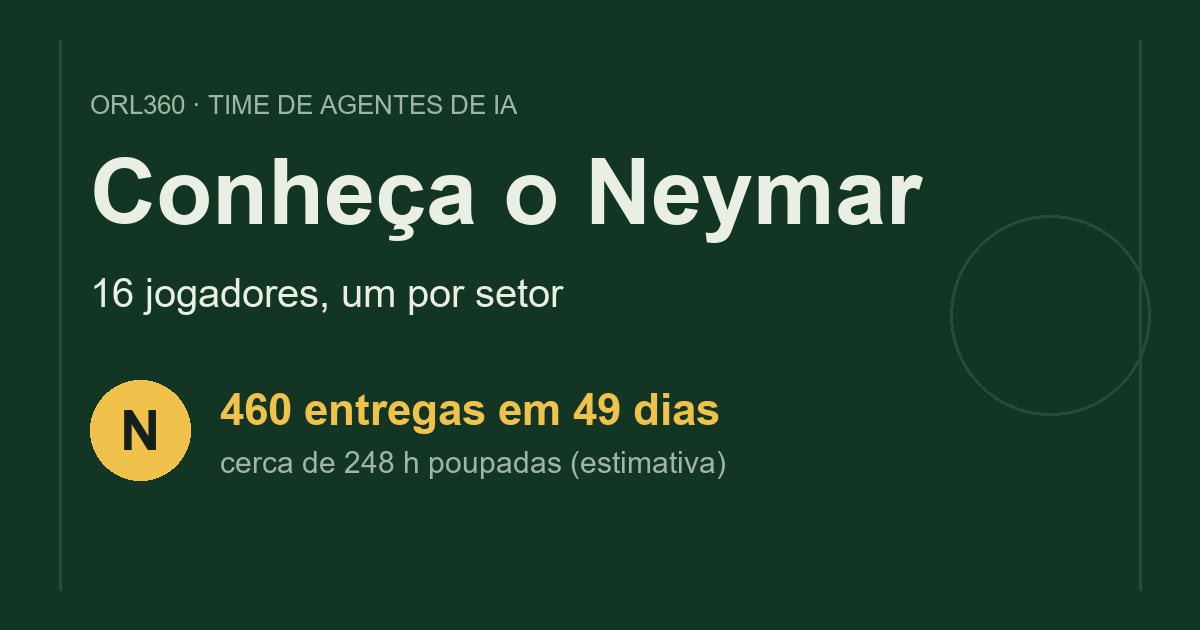 ORL360 · TIME DE AGENTES DE IA
Conheça o Neymar
16 jogadores, um por setor
N
460 entregas em 49 dias
cerca de 248 h poupadas (estimativa)